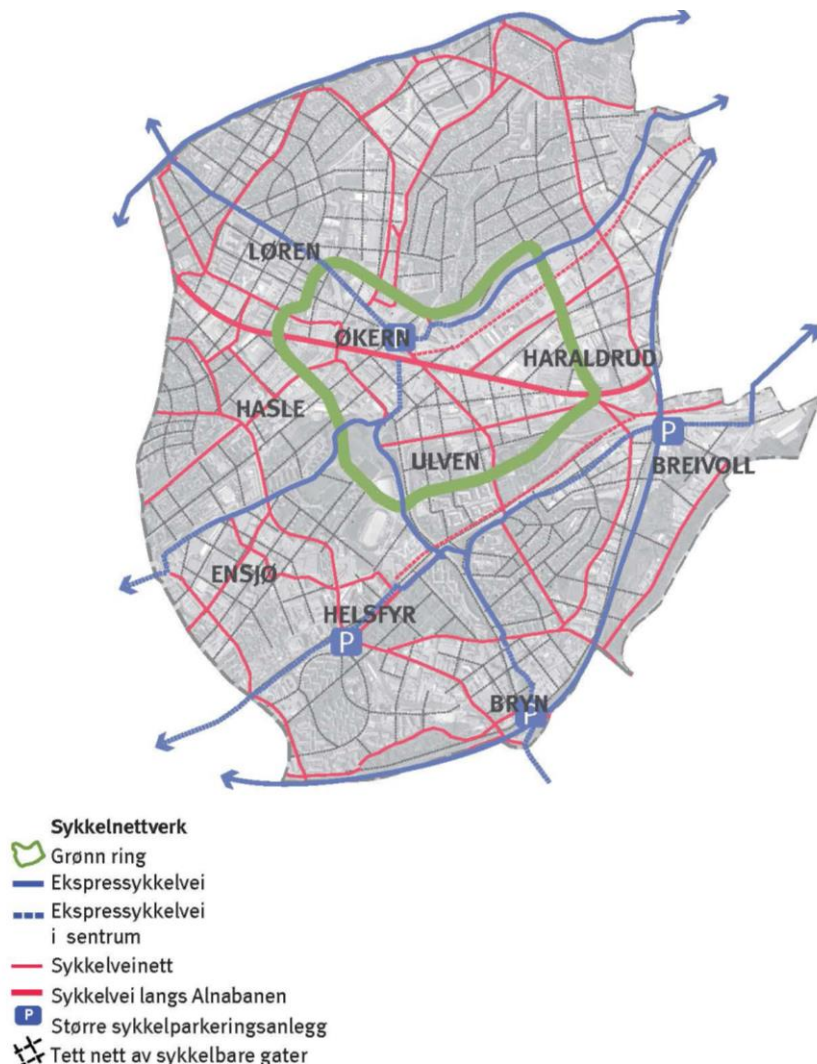 LØREN
ØKERN
P
HARALDRUD
HASLE
P
ULVEN
BREIVOLL
ENSJØ
HELSFYR
P
BRYN
P
Sykkelnettverk
Grønn ring
Ekspressykkelvei
Ekspressykkelvei
i sentrum
Sykkelveinett
Sykkelvei langs Alnabanen
P
Større sykkelparkeringsanlegg
Tett nett av sykkelbare gater